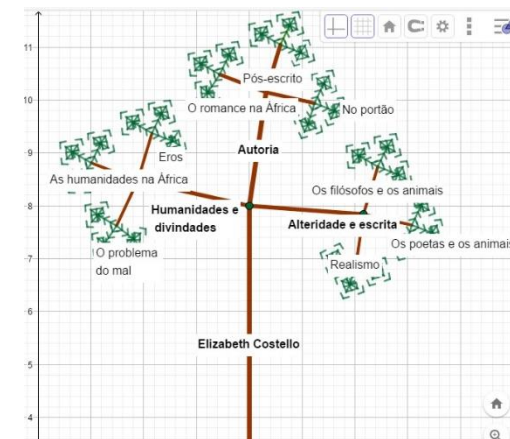 11
Pós-escrito
10
O romance na África
No portão
9
Autoria
Eros
As humanidades na África
Os filósofos e os animais
8
Humanidades e
divindades
Alteridade e escrita
Os poetas e os animais
7
O problema
do mal
Realismo
6
Elizabeth Costello
5
4